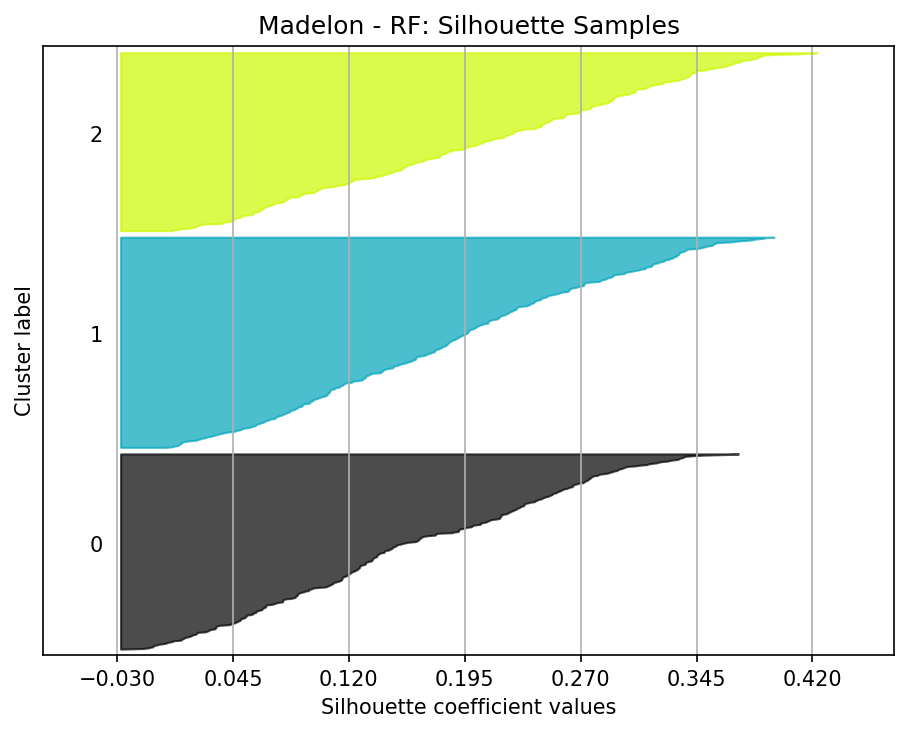 Madelon - RF: Silhouette Samples
2
1
0
Cluster label
−0.030 0.045 0.120 0.195 0.270 0.345 0.420
Silhouette coefficient values